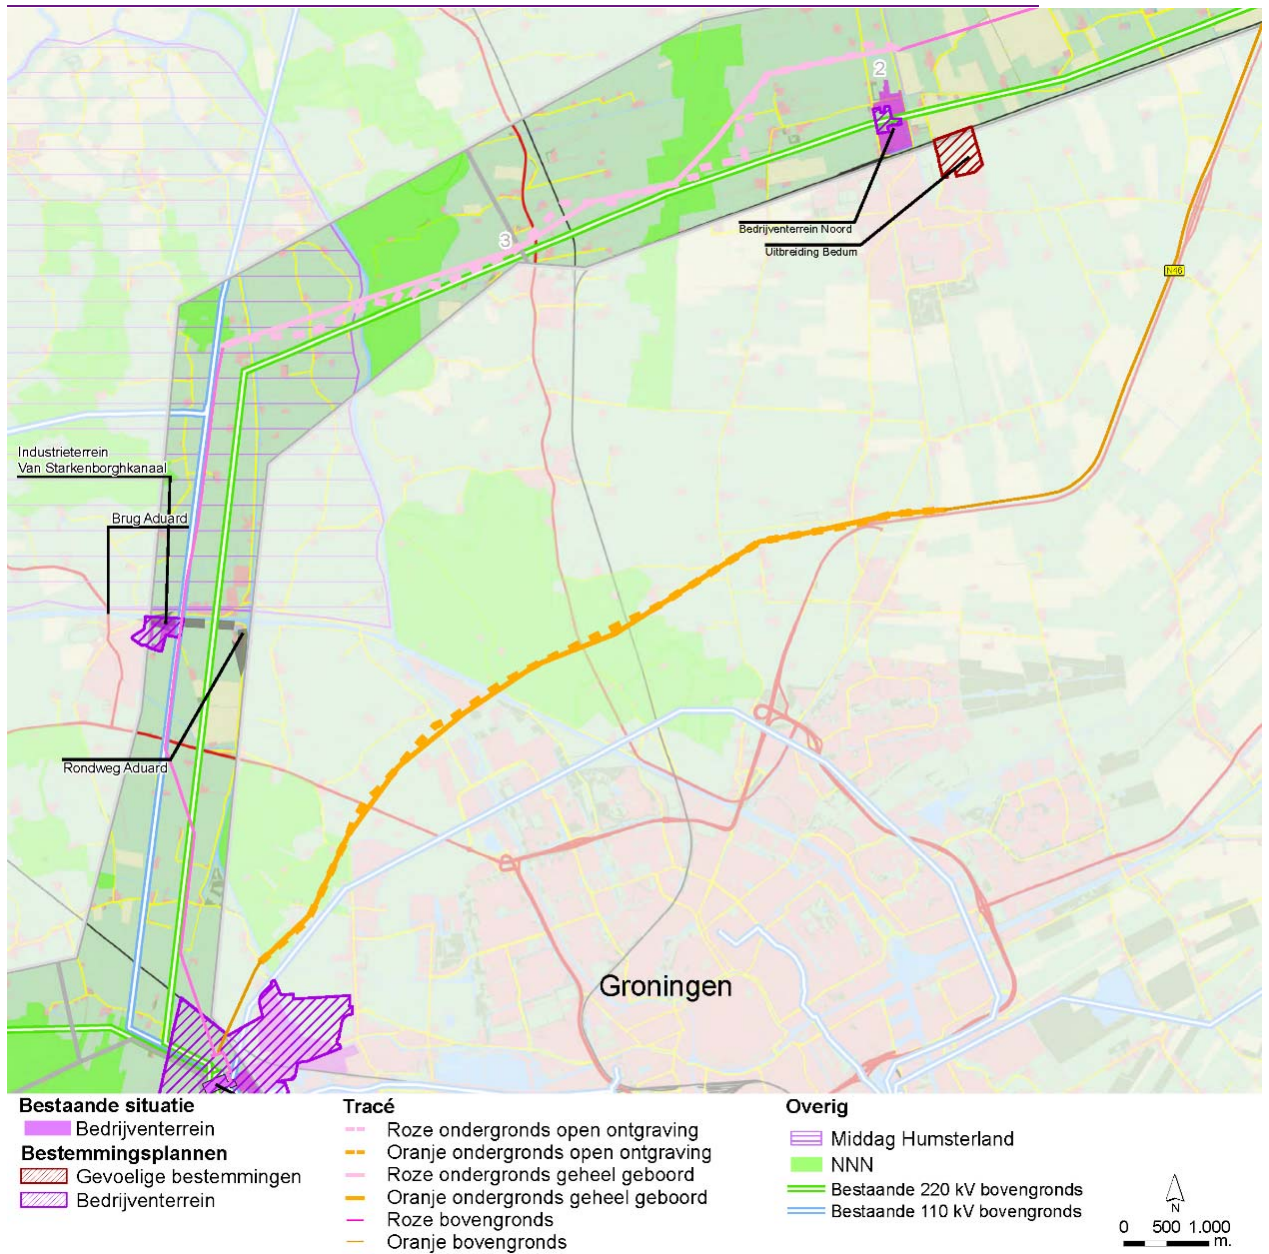 2
Bedrijventerrein Noord
Uitbreiding Bedum
3
N46
Industrieterrein
Van Starkenborghkanaal
Brug Aduard
Rondweg Aduard
Groningen
Bestaande situatie
Bedrijventerrein
Bestemmingsplannen
Gevoelige bestemmingen
Bedrijventerrein
Tracé
Roze ondergronds open ontgraving
Oranje ondergronds open ontgraving
Roze ondergronds geheel geboord
Oranje ondergronds geheel geboord
Roze bovengronds
Oranje bovengronds
Overig
Middag Humsterland
NNN
Bestaande 220 kV bovengronds
Bestaande 110 kV bovengronds
N
0 500 1.000
m.